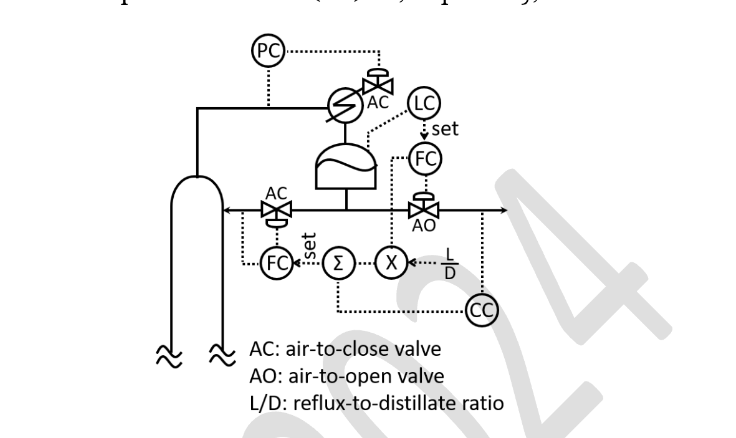 PC
AC
LC
set
FC
AC
AO
FC
set
Σ
X
L
D
CC
AC: air-to-close valve
AO: air-to-open valve
L/D: reflux-to-distillate ratio
2024